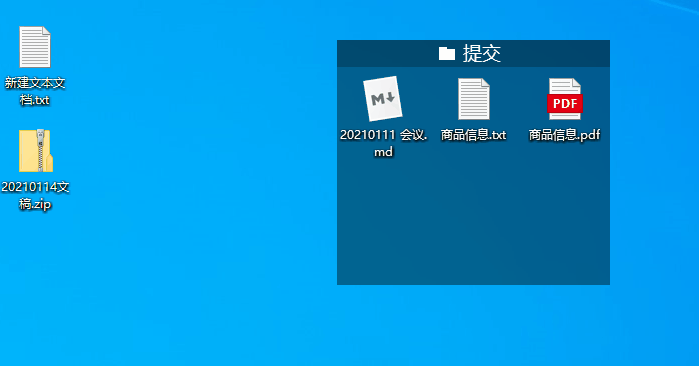 新建文本文
档.txt
20210114文
稿.zip
提交
M
20210111 会议.
md
商品信息.txt
PDF
商品信息.pdf